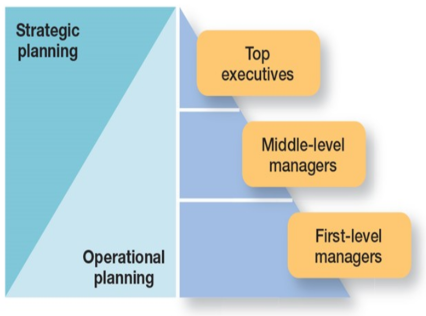 Strategic
planning
Top
executives
Middle-level
managers
First-level
managers
Operational
planning